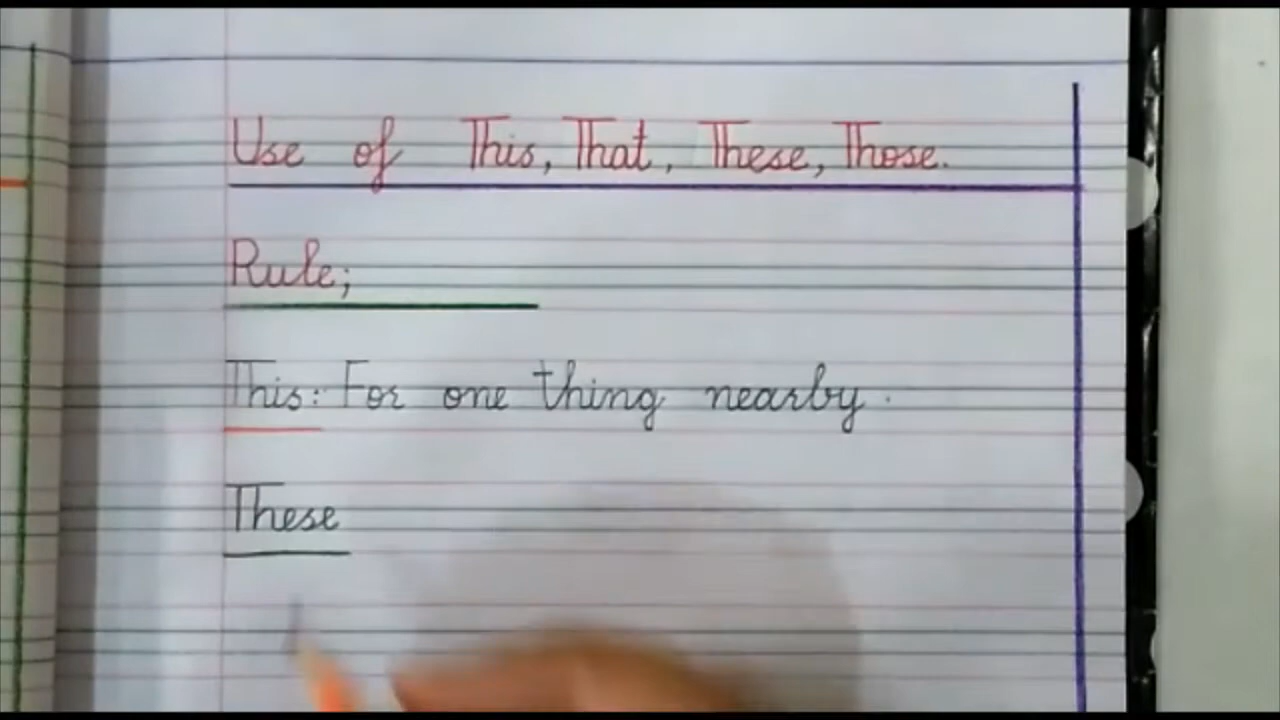 Use of This, That, These, Those.
Rule;
This: For one thing nearby.
These